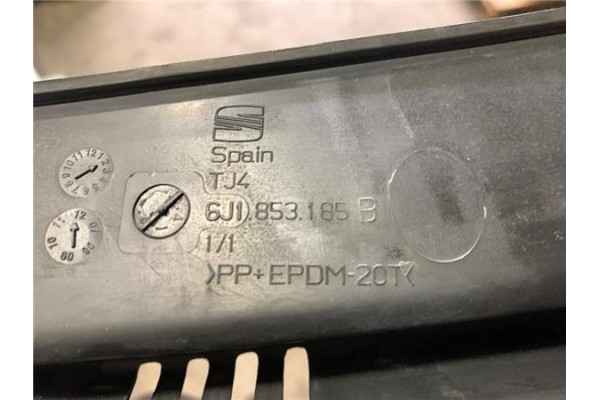 Spain
TJ4
6J1.853.185 B
1/1
>PP+EPDM-20T<